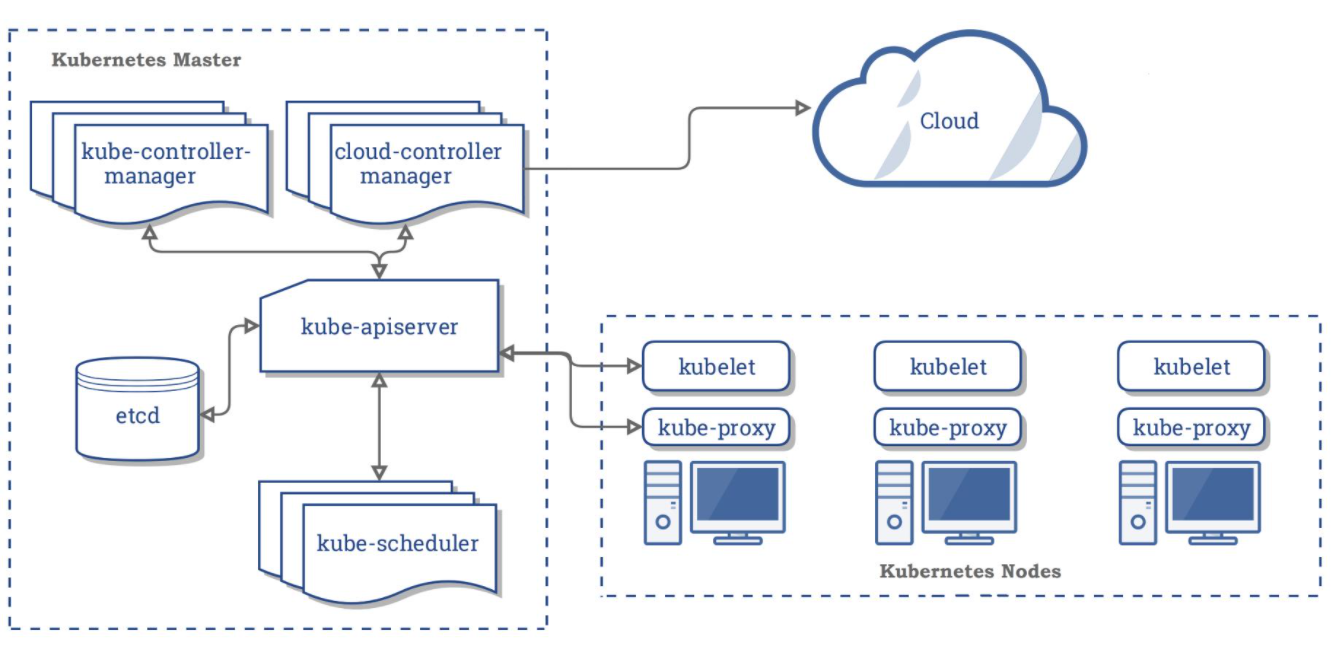 Kubernetes Master
kube-controller-
manager
cloud-controller
manager
Cloud
kube-apiserver
etcd
kube-scheduler
kubelet
kubelet
kubelet
kube-proxy
kube-proxy
kube-proxy
Kubernetes Nodes